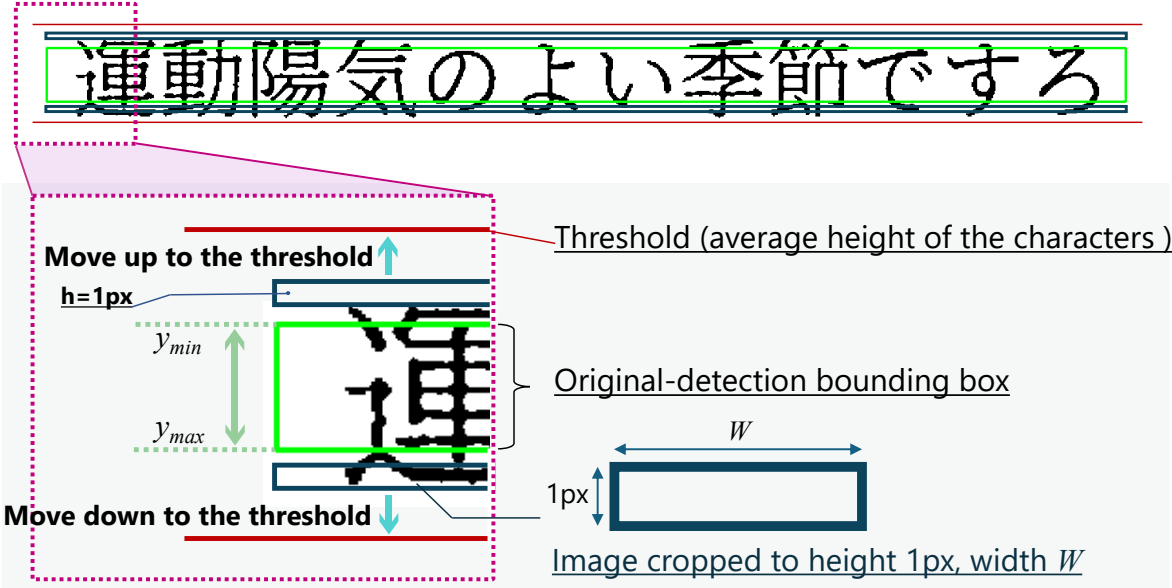 運動陽気のよい季節ですろ
Threshold (average height of the characters )
Move up to the threshold
h=1px
ymin
Original-detection bounding box
ymax
W
1px
Move down to the threshold
Image cropped to height 1px, width W